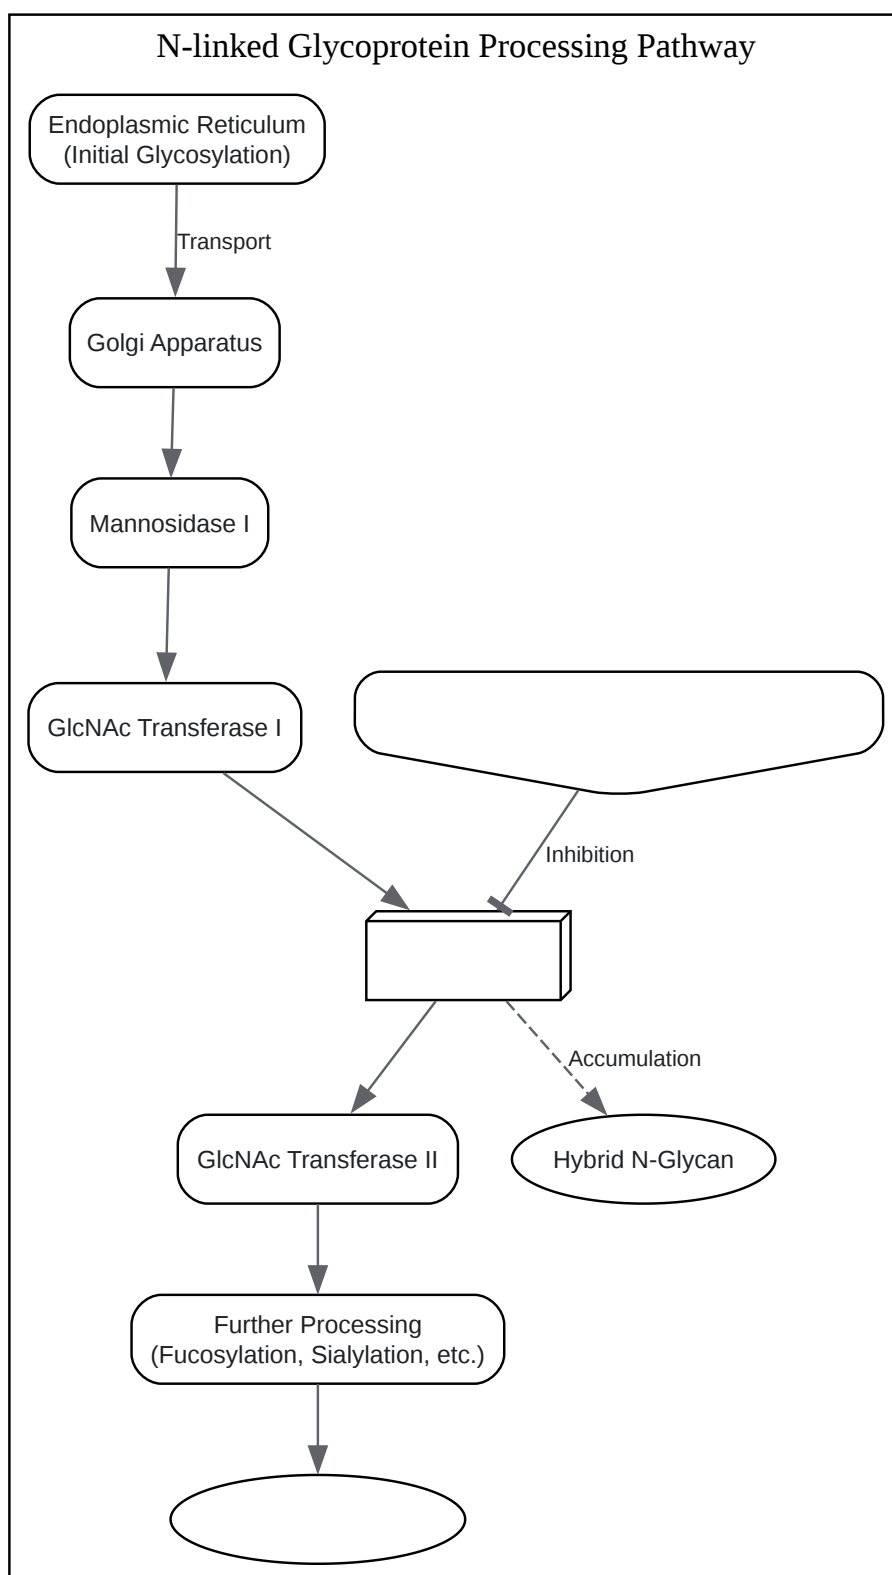 N-linked Glycoprotein Processing Pathway
Endoplasmic Reticulum
(Initial Glycosylation)
Transport
Golgi Apparatus
Mannosidase I
GlcNAc Transferase I
Inhibition
Accumulation
GlcNAc Transferase II
Hybrid N-Glycan
Further Processing
(Fucosylation, Sialylation, etc.)